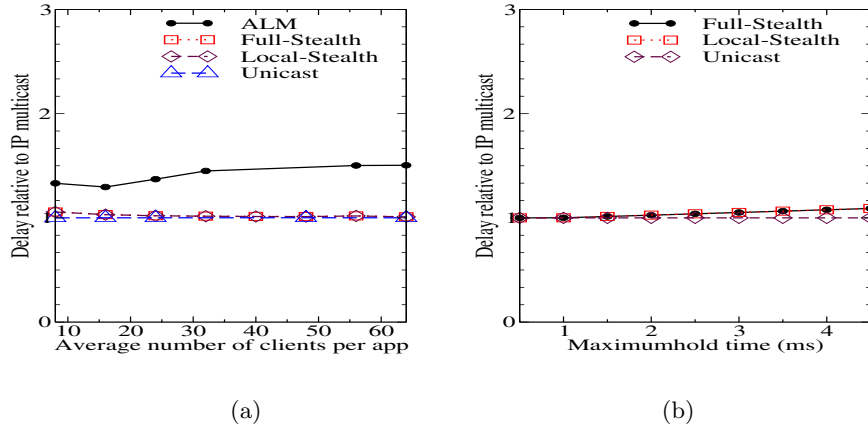 3
2
1
0
Delay relative to IP multicast
ALM
Full-Stealth
Local-Stealth
Unicast
10 20 30 40 50 60
Average number of clients per app
(a)
3
2
1
0
Delay relative to IP multicast
Full-Stealth
Local-Stealth
Unicast
1 2 3 4
Maximumhold time (ms)
(b)